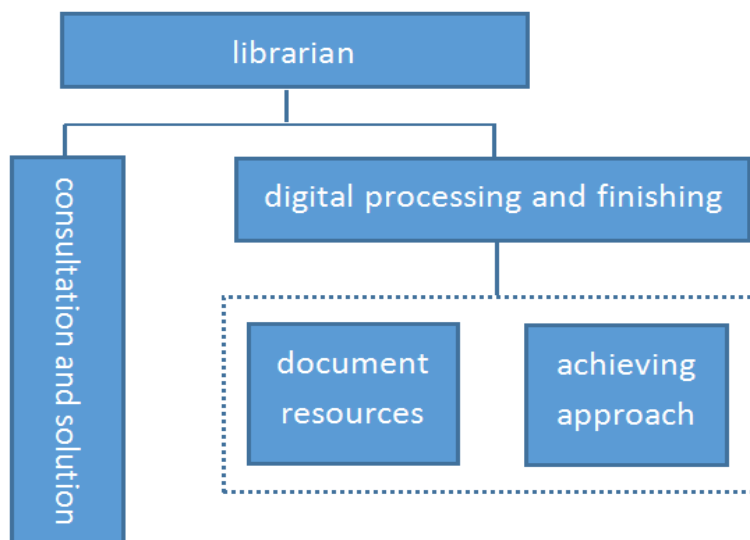 librarian
consultation and solution
digital processing and finishing
document
resources
achieving
approach